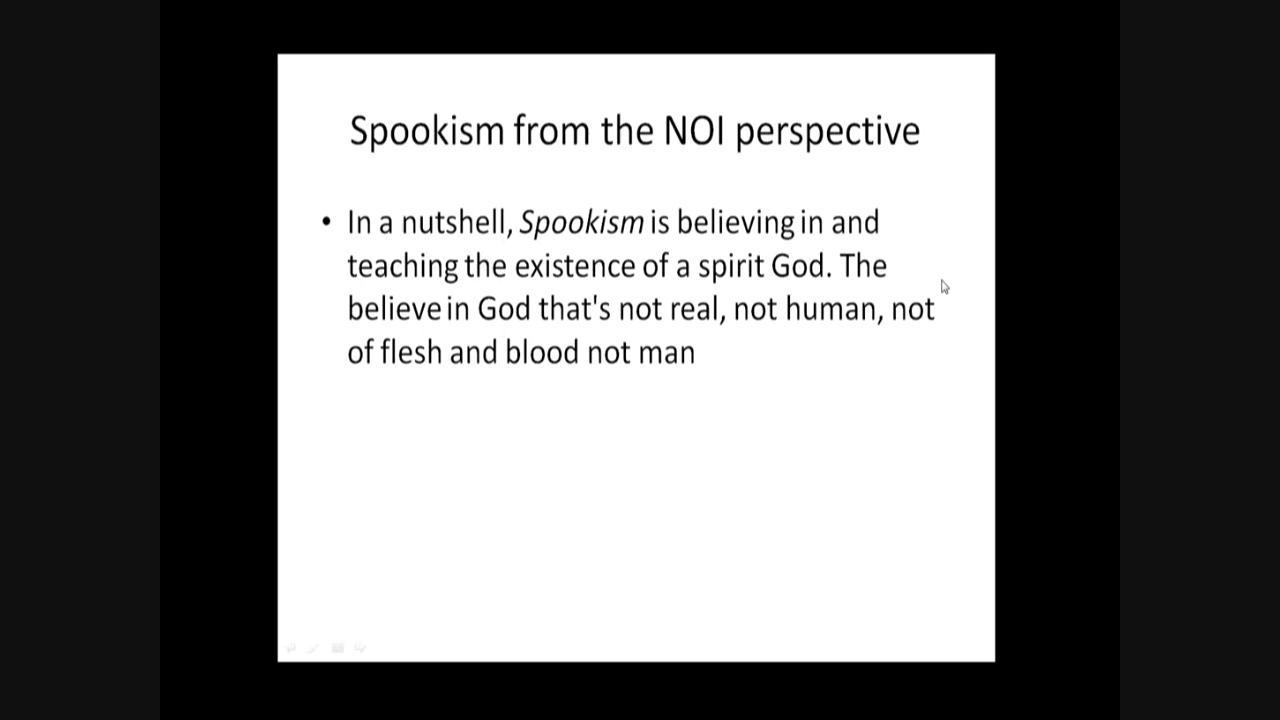 Spookism from the NOI perspective
• In a nutshell, Spookism is believing in and
teaching the existence of a spirit God. The
believe in God that's not real, not human, not
of flesh and blood not man